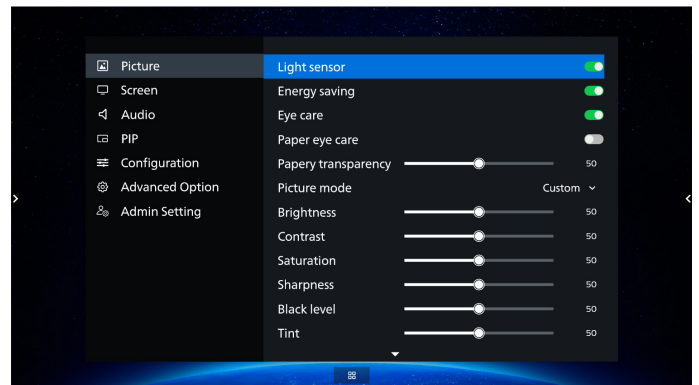 Picture
Screen
Audio
PIP
Configuration
Advanced Option
Admin Setting
Light sensor
Energy saving
Eye care
Paper eye care
Papery transparency 50
Picture mode Custom
Brightness 50
Contrast 50
Saturation 50
Sharpness 50
Black level 50
Tint 50